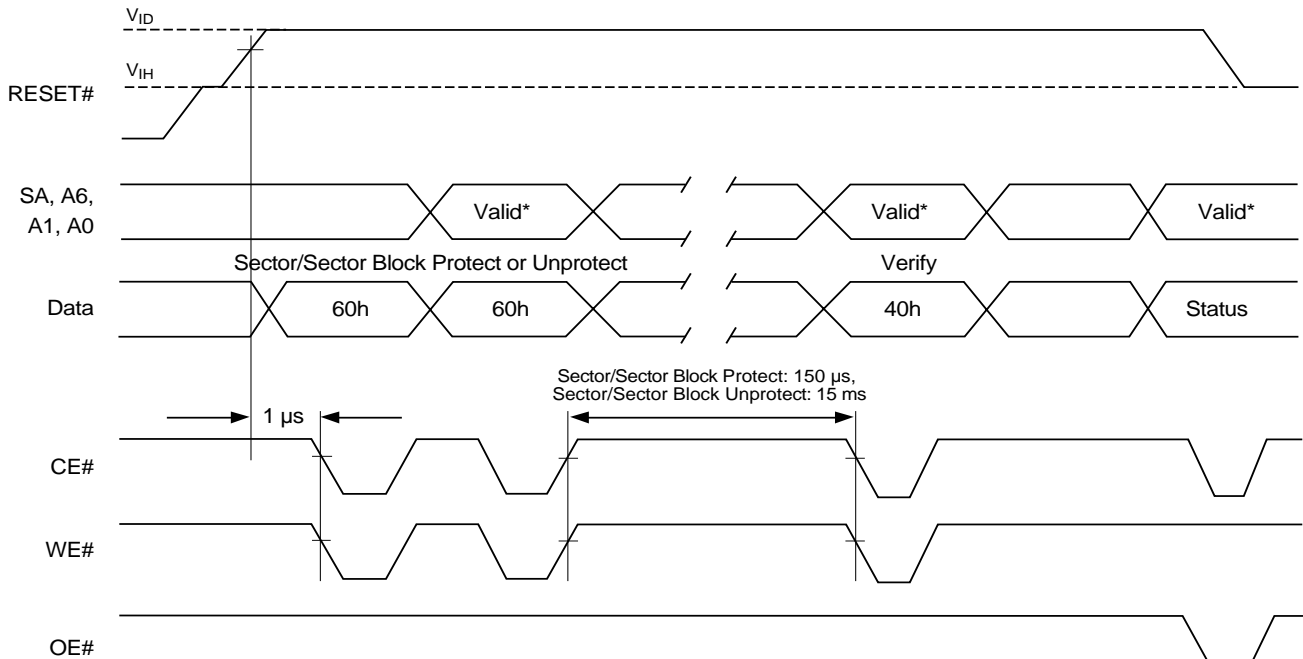 VID
VIH
RESET#
SA, A6,
A1, A0
Valid*
Valid*
Valid*
Sector/Sector Block Protect or Unprotect
Verify
Data
60h
60h
40h
Status
Sector/Sector Block Protect: 150 µs,
Sector/Sector Block Unprotect: 15 ms
1 µs
CE#
WE#
OE#